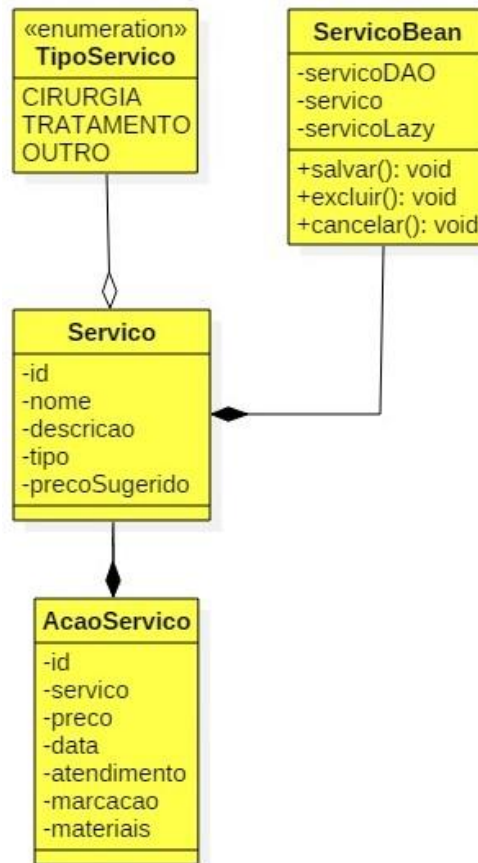 «enumeration»
TipoServico
CIRURGIA
TRATAMENTO
OUTRO
ServicoBean
-servicoDAO
-servico
-servicoLazy
+salvar(): void
+excluir(): void
+cancelar(): void
Servico
-id
-nome
-descricao
-tipo
-precoSugerido
AcaoServico
-id
-servico
-preco
-data
-atendimento
-marcacao
-materiais